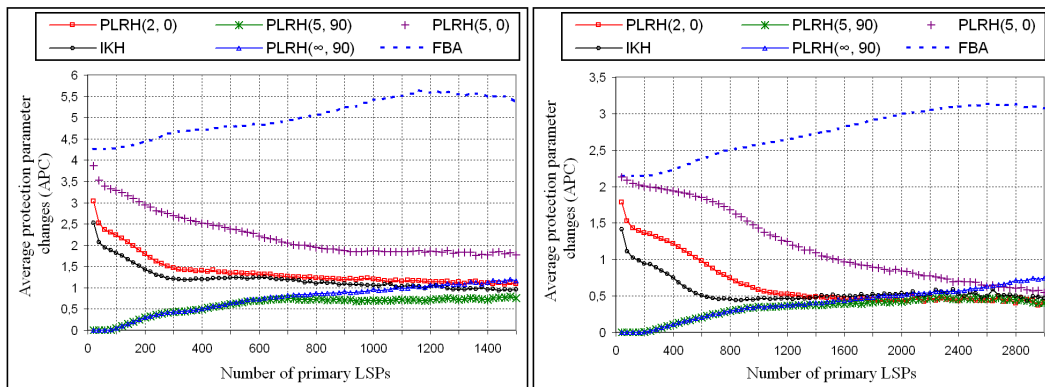 PLRH(2, 0) PLRH(5, 90) PLRH(5, 0)
IKH PLRH(∞, 90) FBA
6
5,5
5
4,5
4
3,5
3
2,5
2
1,5
1
0,5
0
Average protection parameter
changes (APC)
0 200 400 600 800 1000 1200 1400
Number of primary LSPs
PLRH(2, 0) PLRH(5, 90) PLRH(5, 0)
IKH PLRH(∞, 90) FBA
3,5
3
2,5
2
1,5
1
0,5
0
Average protection parameter
changes (APC)
0 400 800 1200 1600 2000 2400 2800
Number of primary LSPs